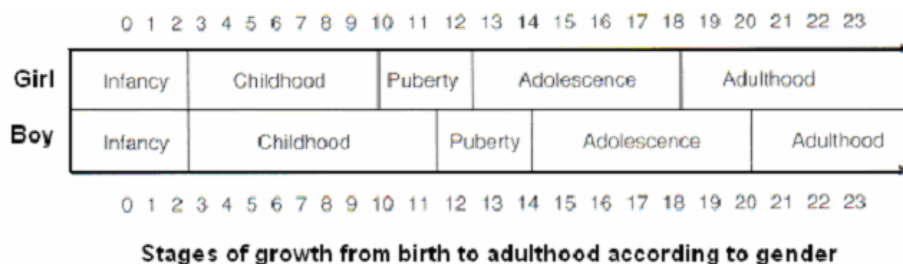 0 1 2 3 4 5 6 7 8 9 10 11 12 13 14 15 16 17 18 19 20 21 22 23
Girl Infancy Childhood Puberty Adolescence Adulthood
Boy Infancy Childhood Puberty Adolescence Adulthood
0 1 2 3 4 5 6 7 8 9 10 11 12 13 14 15 16 17 18 19 20 21 22 23
Stages of growth from birth to adulthood according to gender